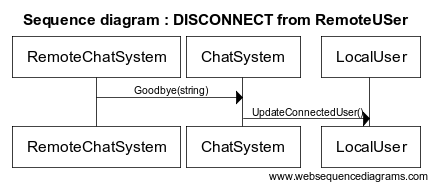 Sequence diagram : DISCONNECT from RemoteUSer
RemoteChatSystem ChatSystem LocalUser
Goodbye(string)
UpdateConnectedUser()
RemoteChatSystem ChatSystem LocalUser
www.websequencediagrams.com